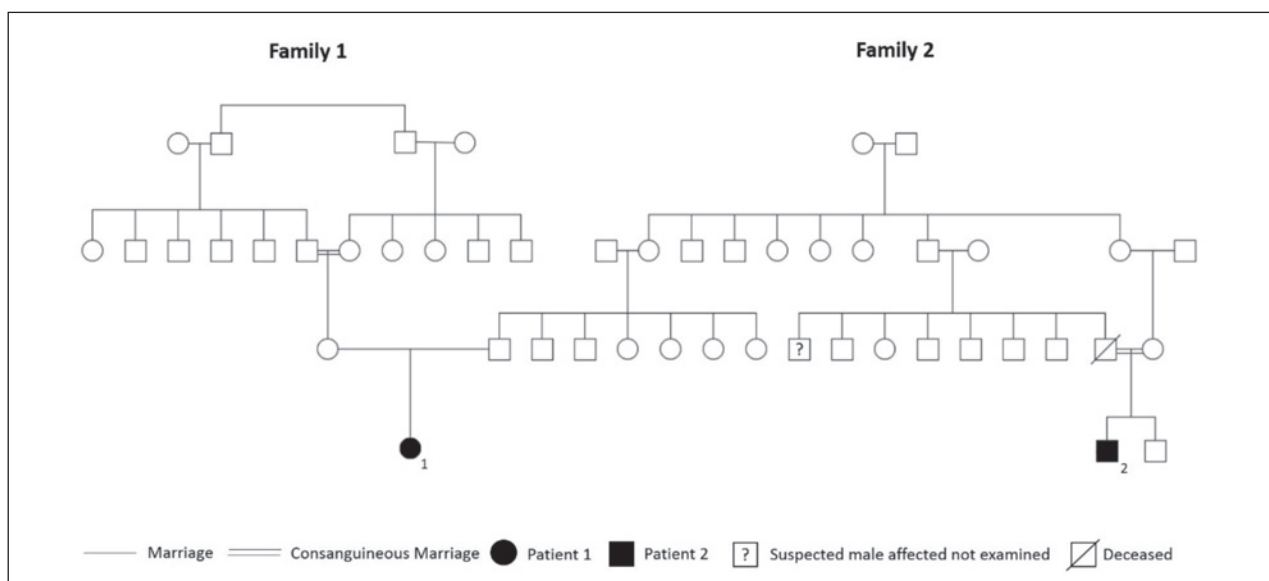 Family 1
Family 2
?
1
2
Marriage
Consanguineous Marriage
Patient 1
Patient 2
?
Suspected male affected not examined
Deceased